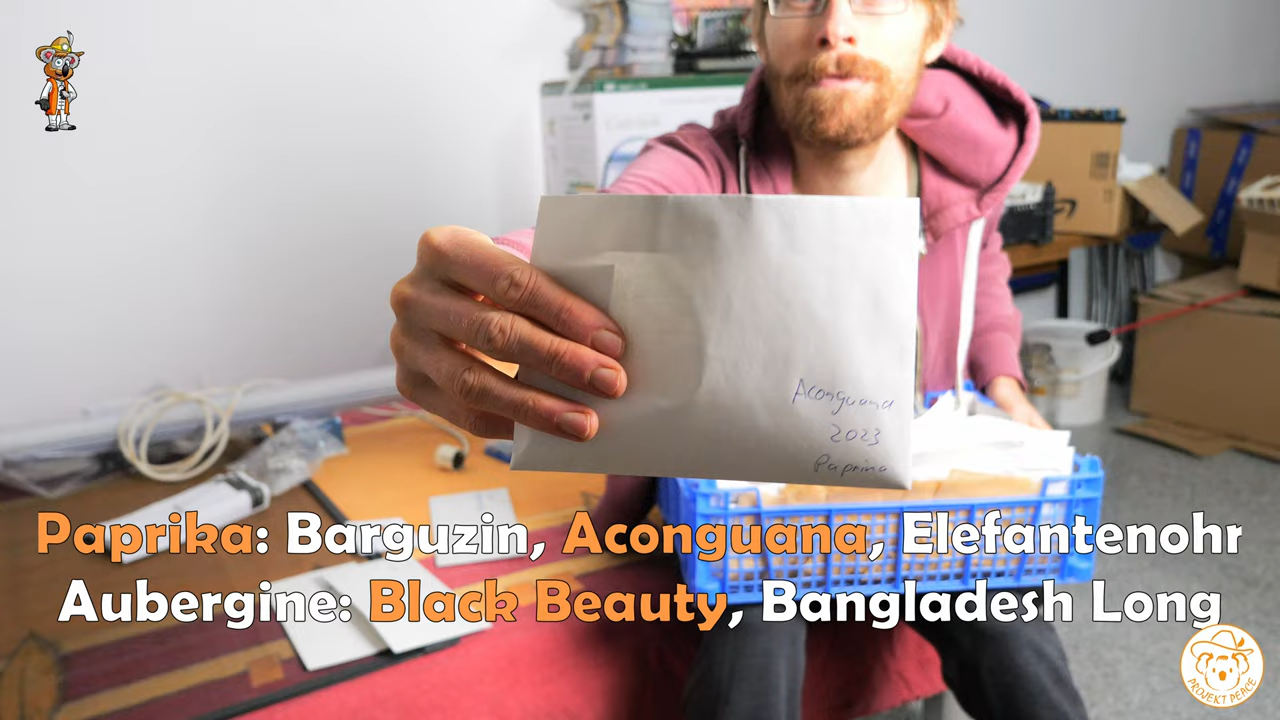 Aconguana
2023
Paprika
Paprika: Barguzin, Aconguana, Elefantenohr
Aubergine: Black Beauty, Bangladesh Long
PROJEKT PEACE